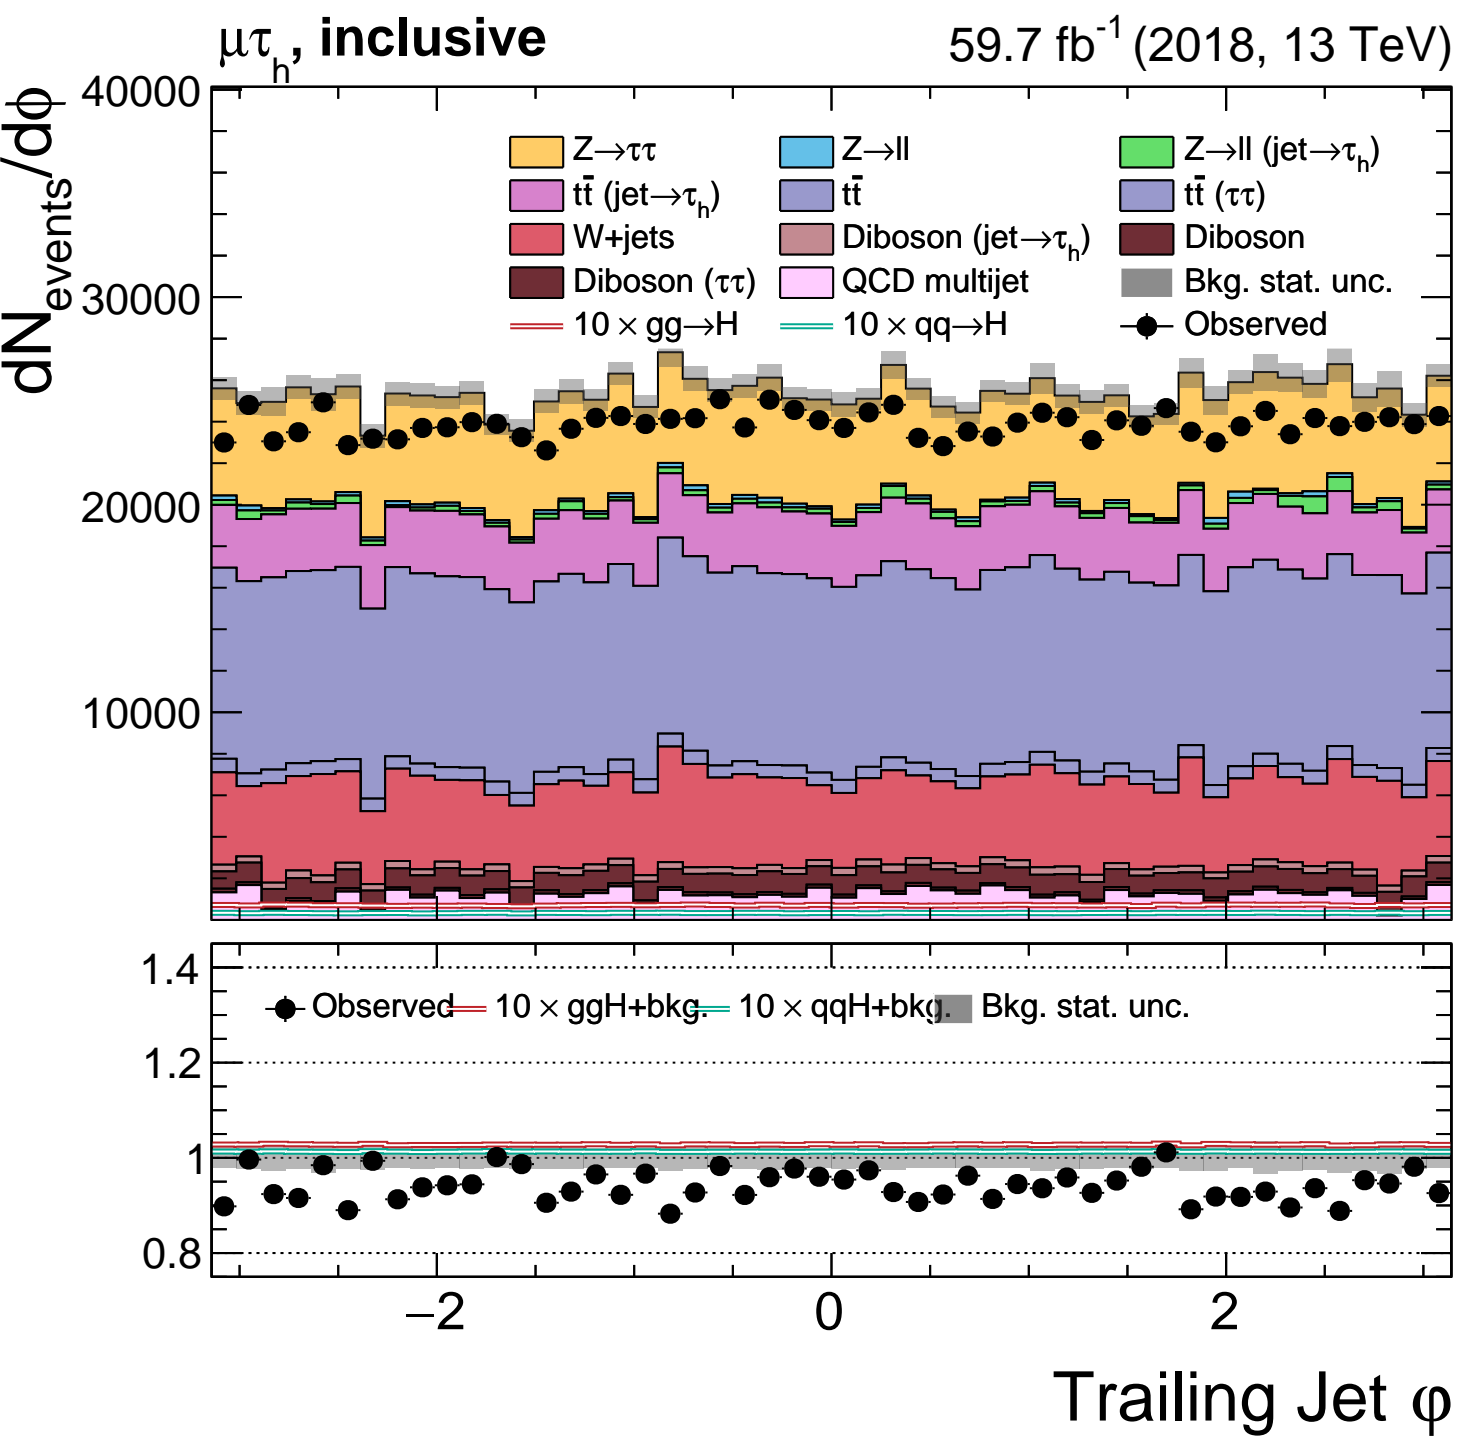 μτh, inclusive 59.7 fb-1 (2018, 13 TeV)
dNevents/dϕ
40000
30000
20000
10000
Z→ττ Z→ll Z→ll (jet→τh)
tt̄ (jet→τh) tt̄ tt̄ (ττ)
W+jets Diboson (jet→τh) Diboson
Diboson (ττ) QCD multijet Bkg. stat. unc.
10 × gg→H 10 × qq→H Observed
1.4
1.2
1
0.8
Observed 10 × ggH+bkg. 10 × qqH+bkg. Bkg. stat. unc.
−2 0 2
Trailing Jet φ